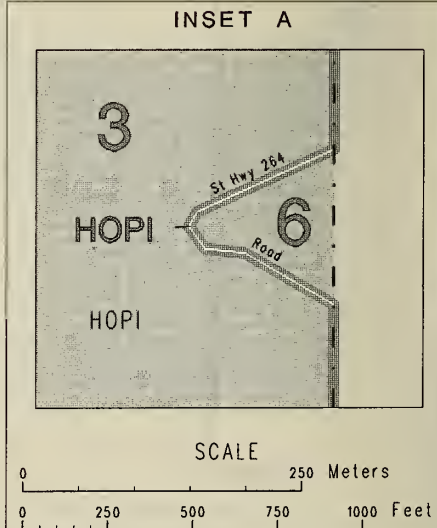 INSET A
3
St Hwy 264
HOPI
6
Road
HOPI
SCALE
0 250 Meters
0 250 500 750 1000 Feet